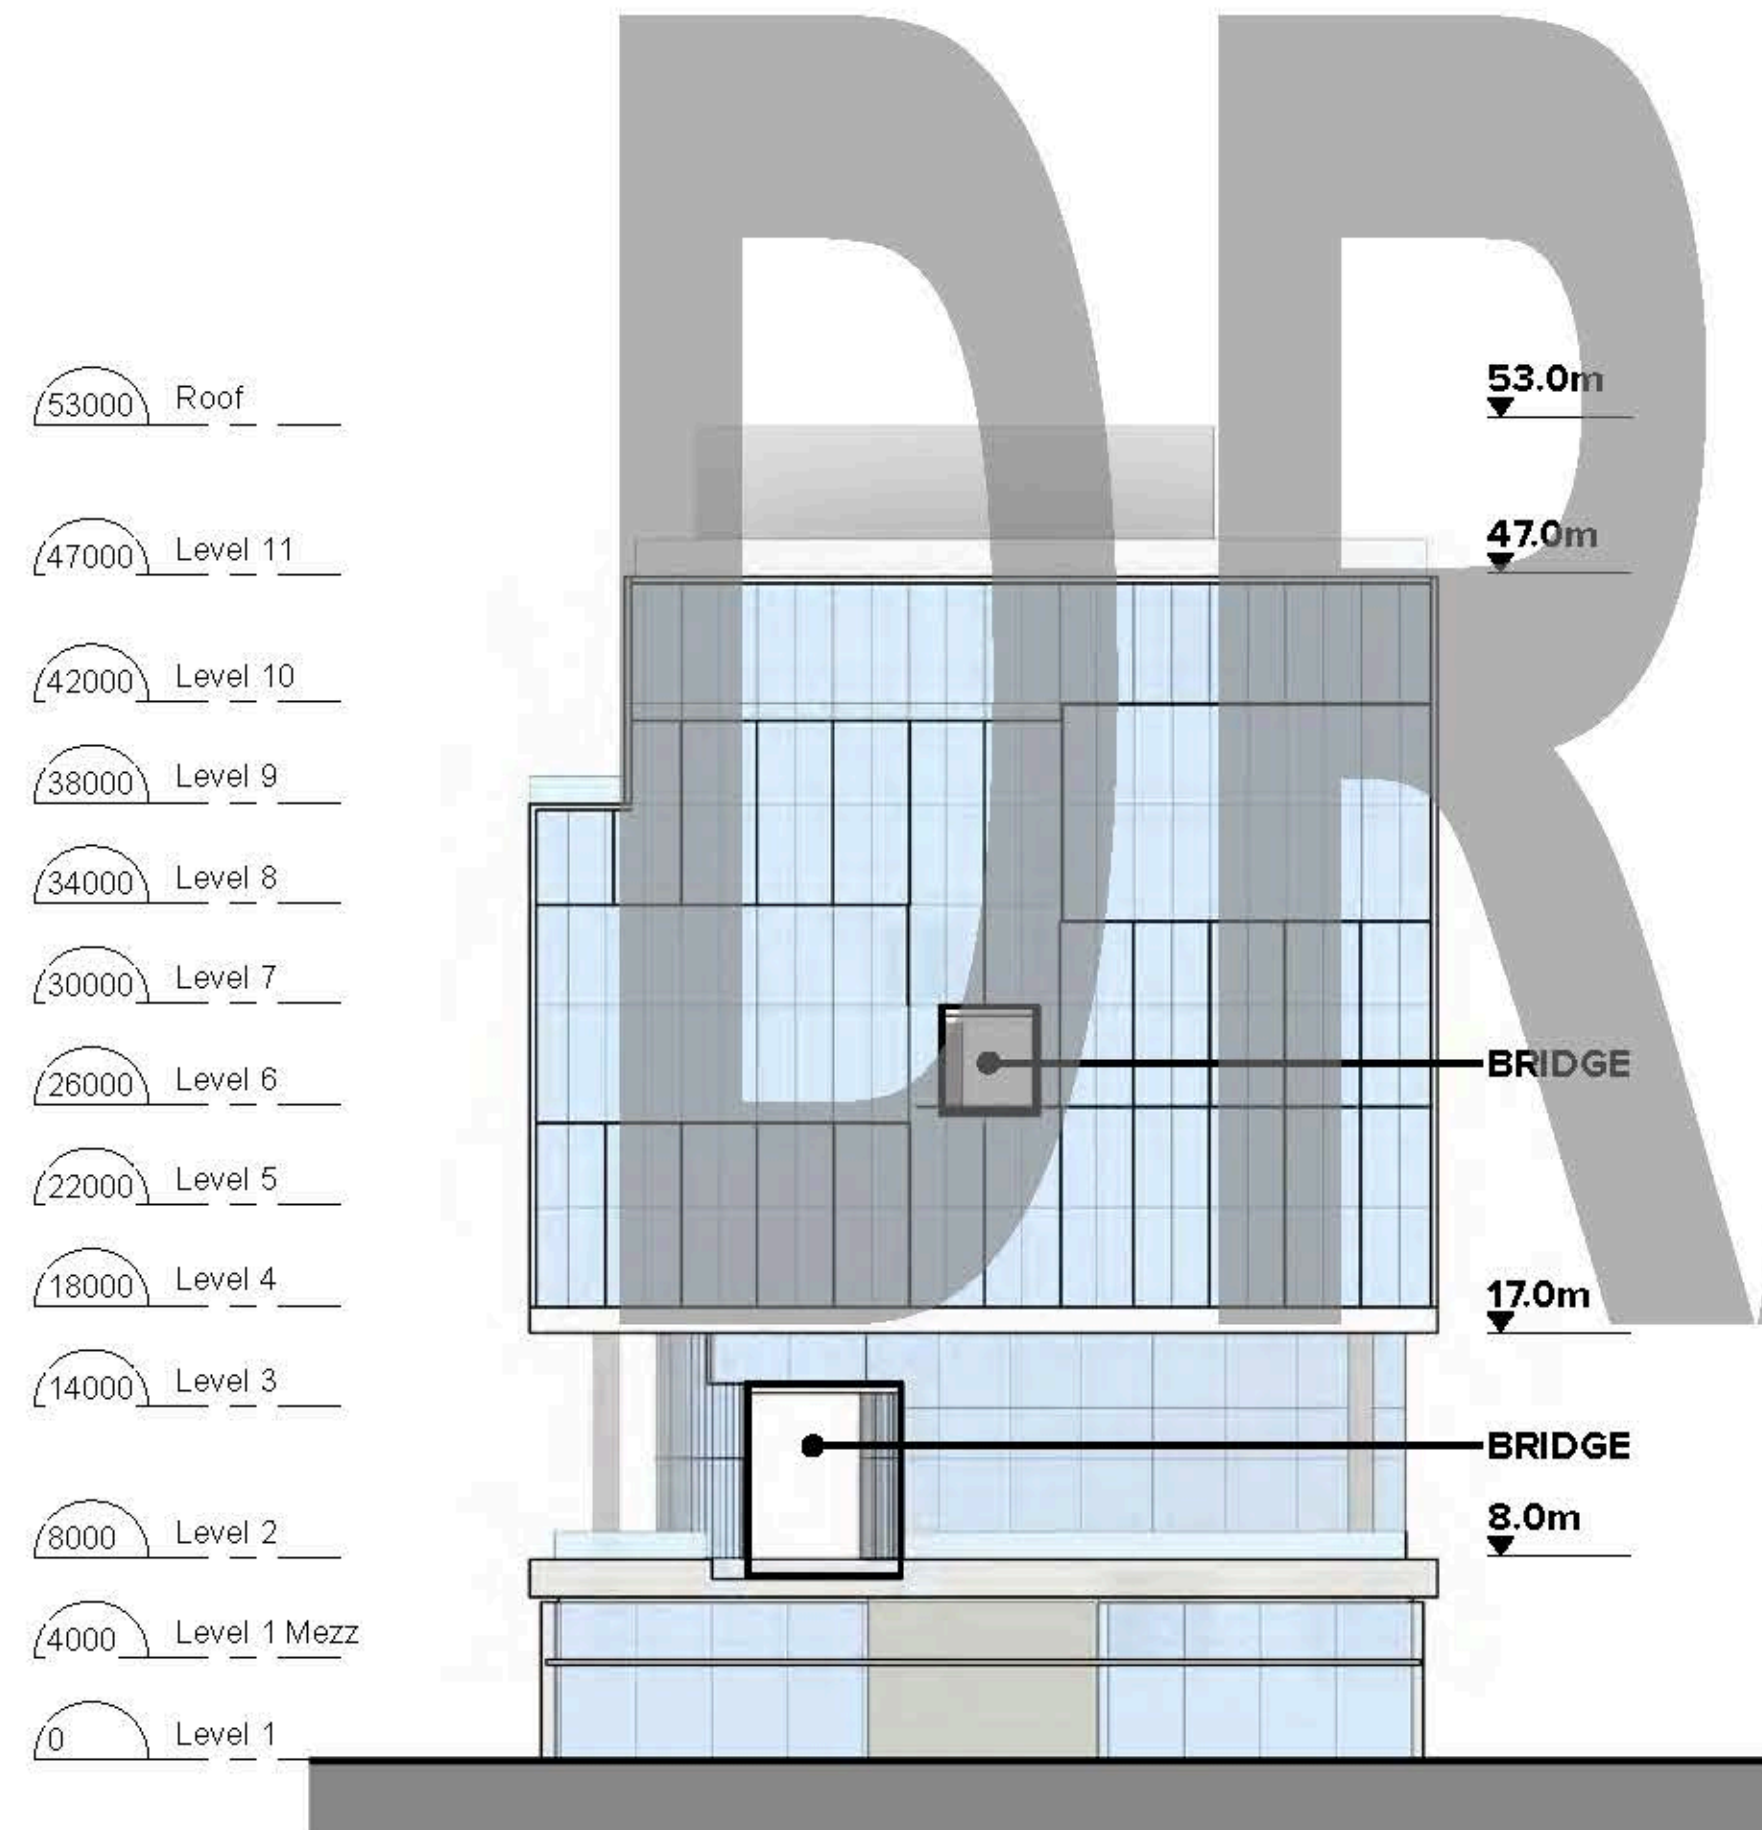 DR
53000 Roof
53.0m
47000 Level 11
47.0m
42000 Level 10
38000 Level 9
34000 Level 8
30000 Level 7
BRIDGE
26000 Level 6
22000 Level 5
18000 Level 4
17.0m
14000 Level 3
BRIDGE
8000 Level 2
8.0m
4000 Level 1 Mezz
0 Level 1